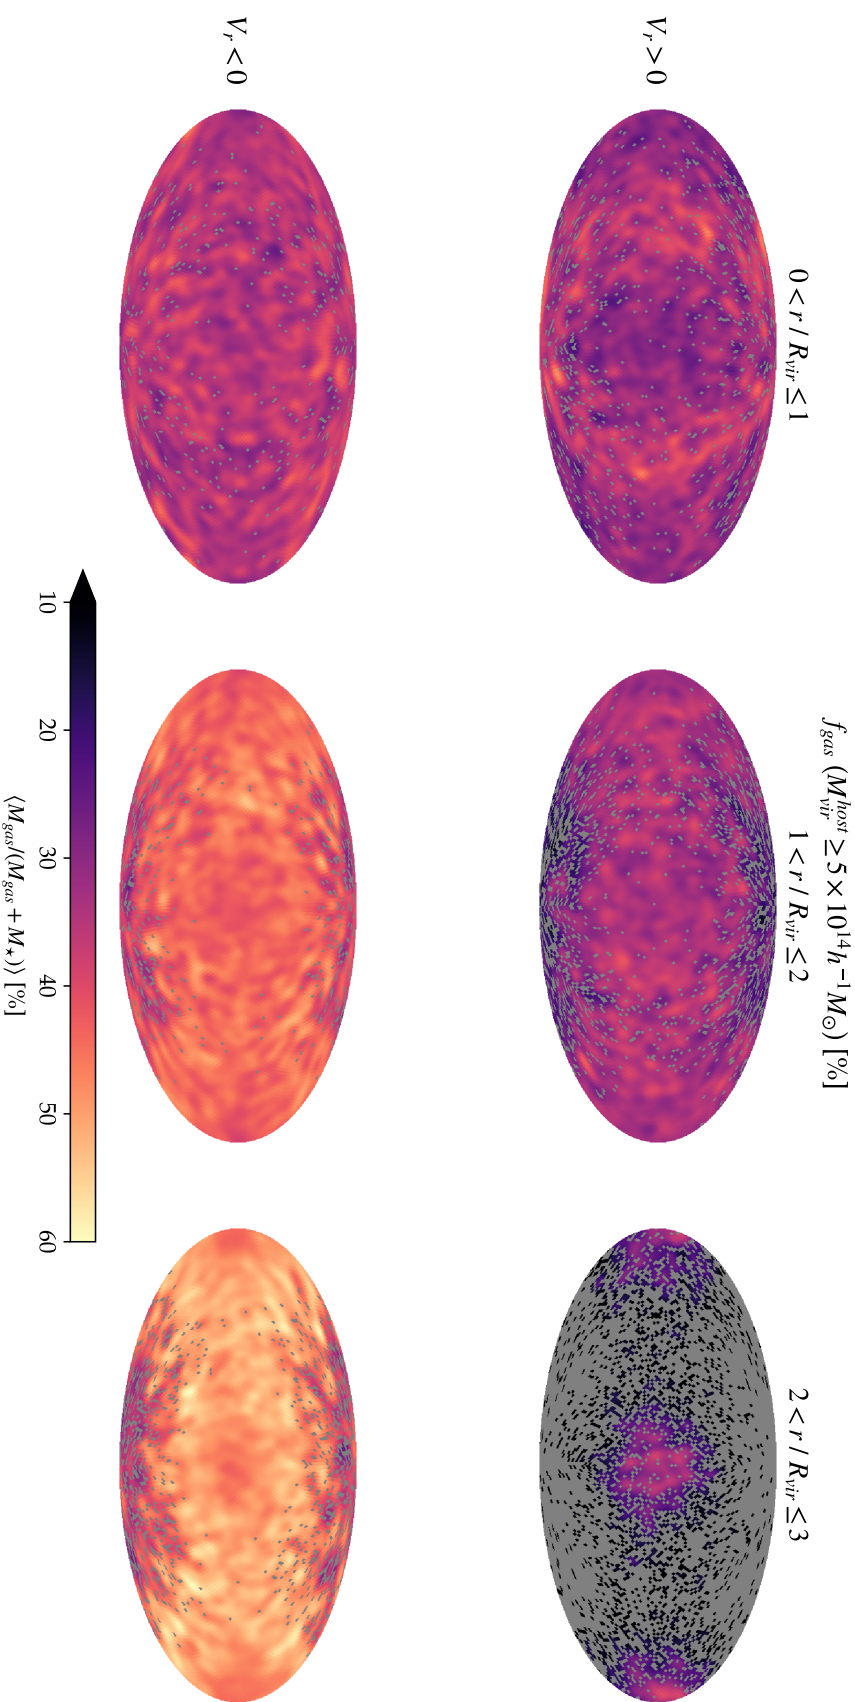 f_gas (M_vir^host ≥ 5 × 10^14 h^−1 M_⊙) [%]
0 < r / R_vir ≤ 1
1 < r / R_vir ≤ 2
2 < r / R_vir ≤ 3
V_r > 0
V_r < 0
10 20 30 40 50 60
⟨M_gas/(M_gas + M_⋆)⟩ [%]